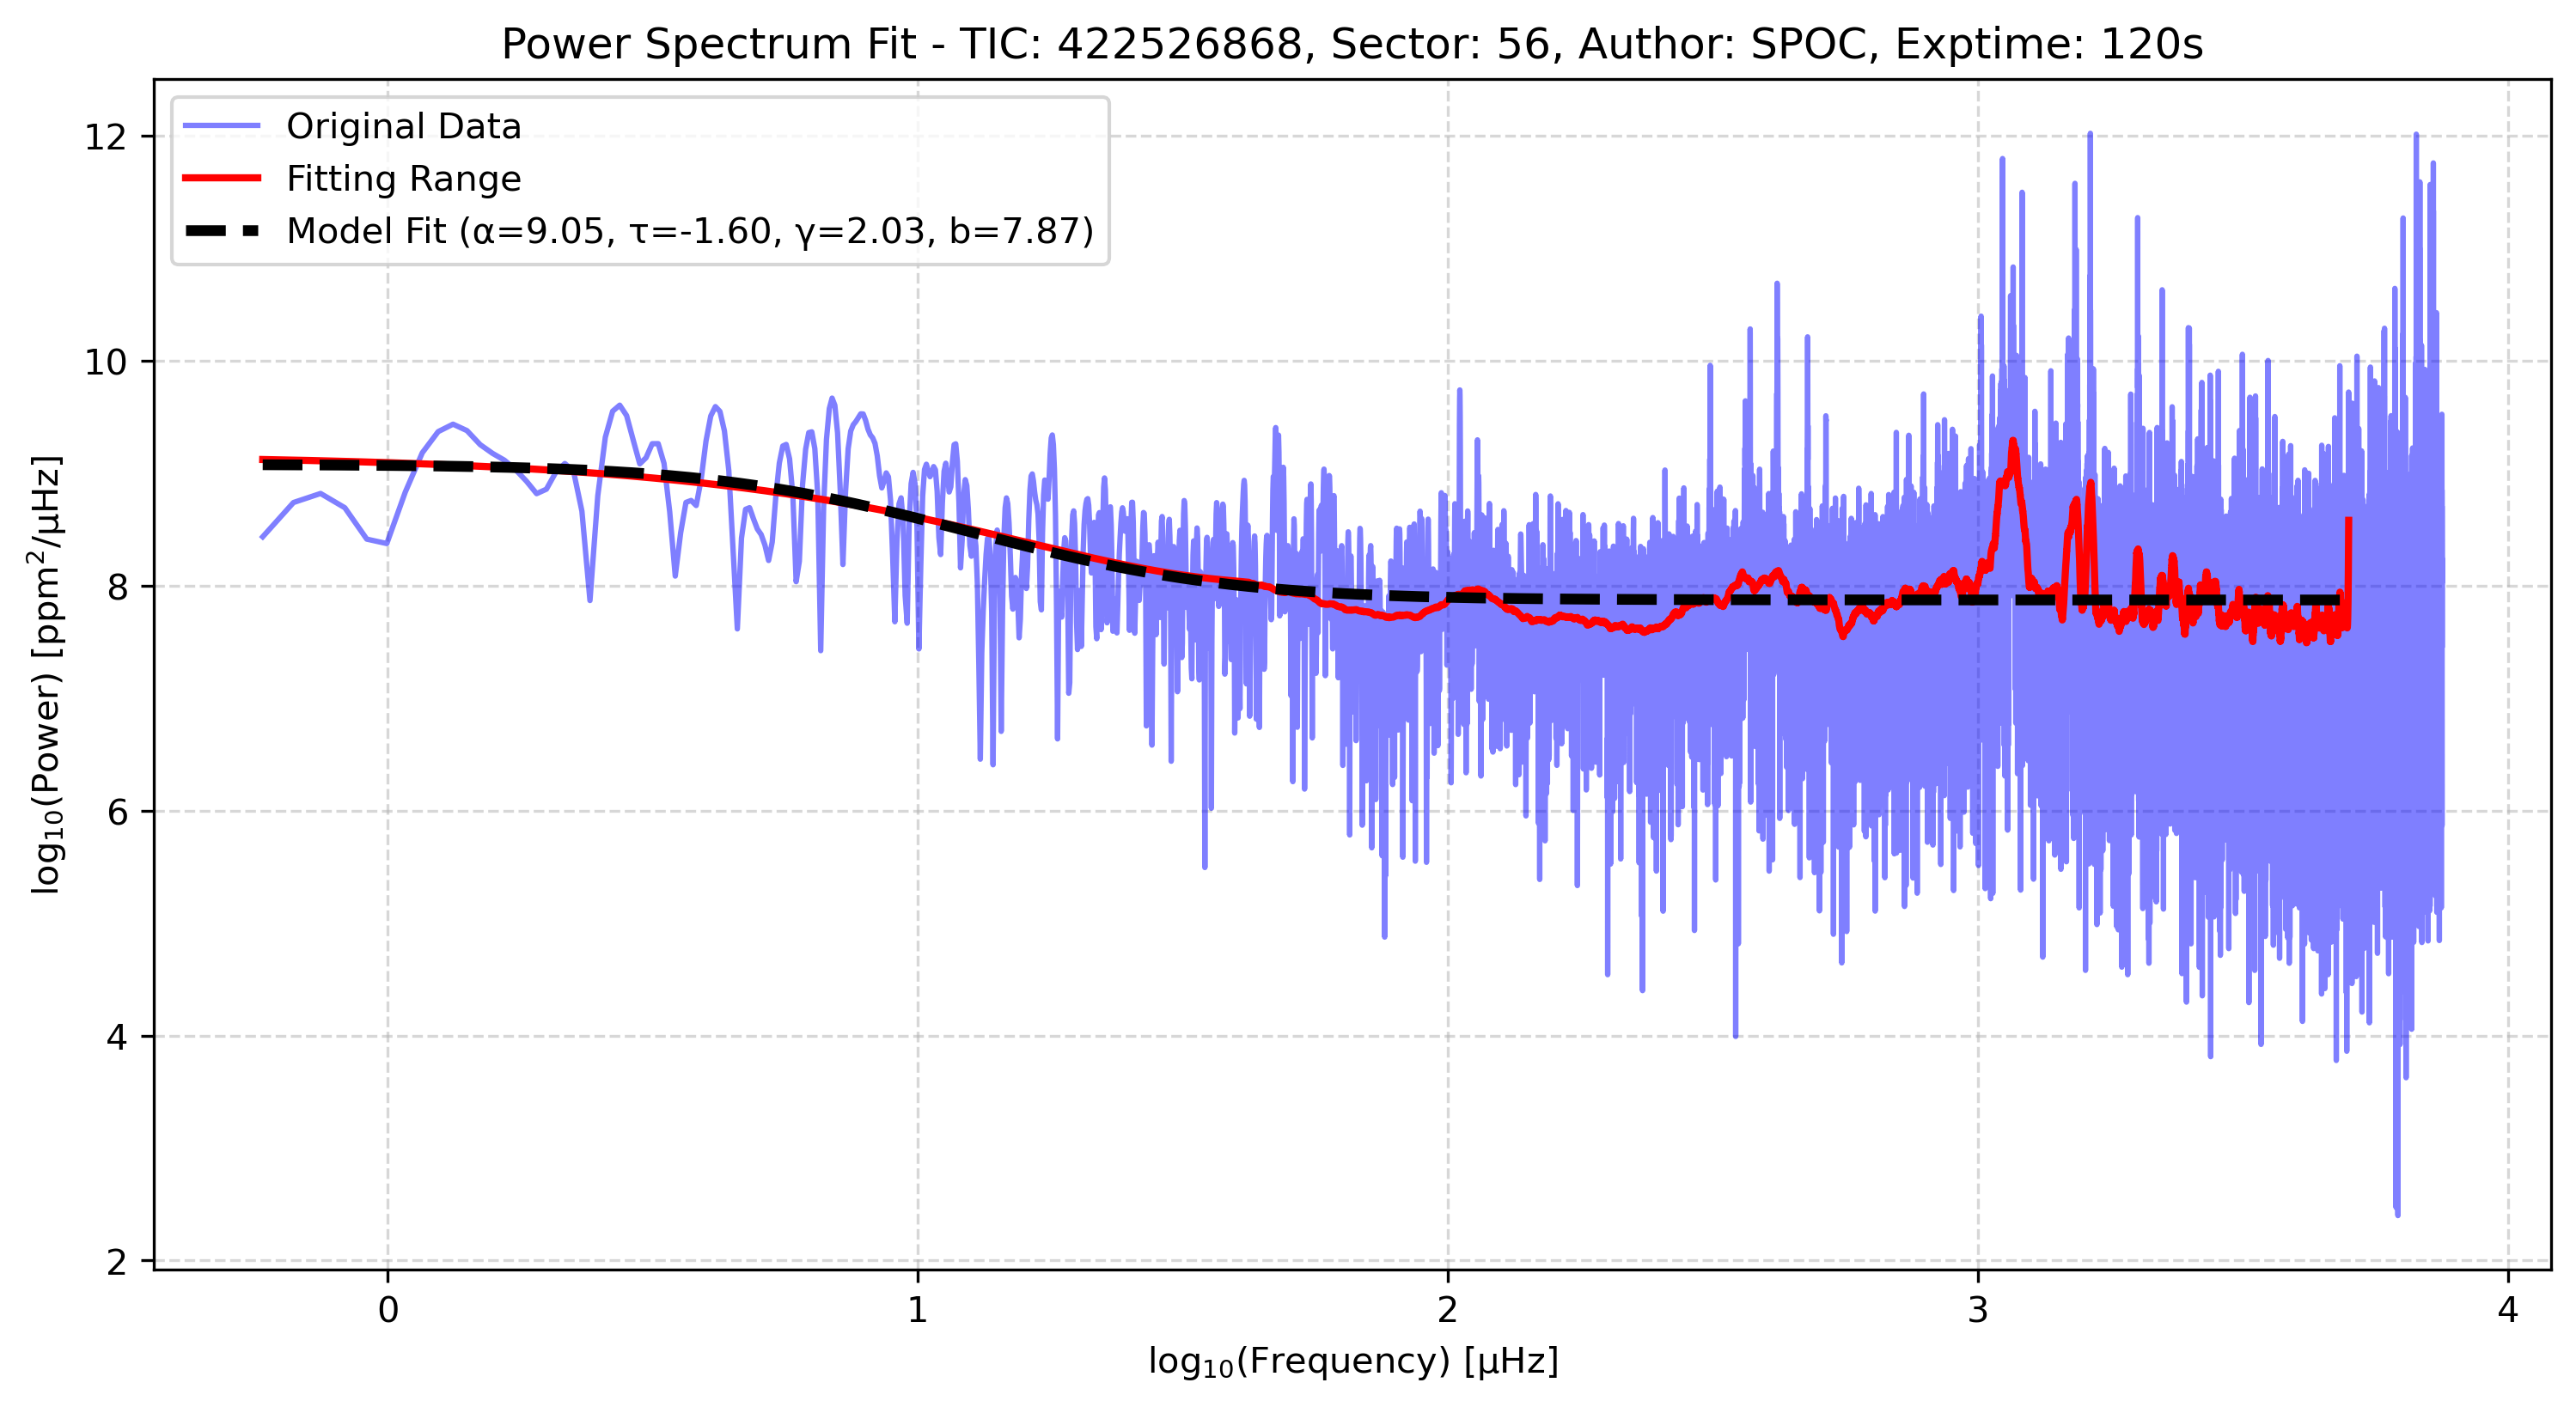 Power Spectrum Fit - TIC: 422526868, Sector: 56, Author: SPOC, Exptime: 120s
Original Data
Fitting Range
Model Fit (α=9.05, τ=-1.60, γ=2.03, b=7.87)
log₁₀(Power) [ppm²/μHz]
12
10
8
6
4
2
0 1 2 3 4
log₁₀(Frequency) [μHz]